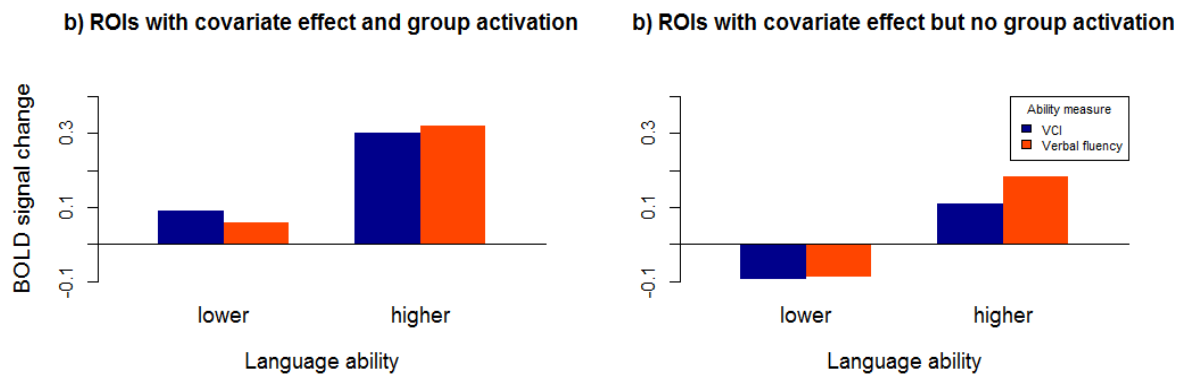 b) ROIs with covariate effect and group activation
BOLD signal change
0.3
0.1
-0.1
lower higher
Language ability
b) ROIs with covariate effect but no group activation
Ability measure
VCI
Verbal fluency
0.3
0.1
-0.1
lower higher
Language ability